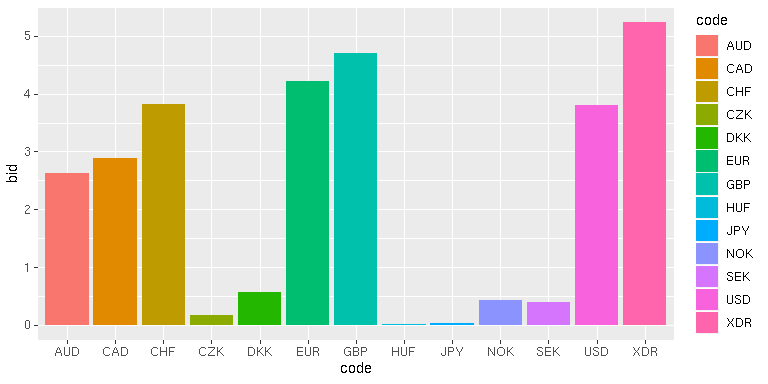 bid
5
4
3
2
1
0
AUD CAD CHF CZK DKK EUR GBP HUF JPY NOK SEK USD XDR
code
code
AUD
CAD
CHF
CZK
DKK
EUR
GBP
HUF
JPY
NOK
SEK
USD
XDR